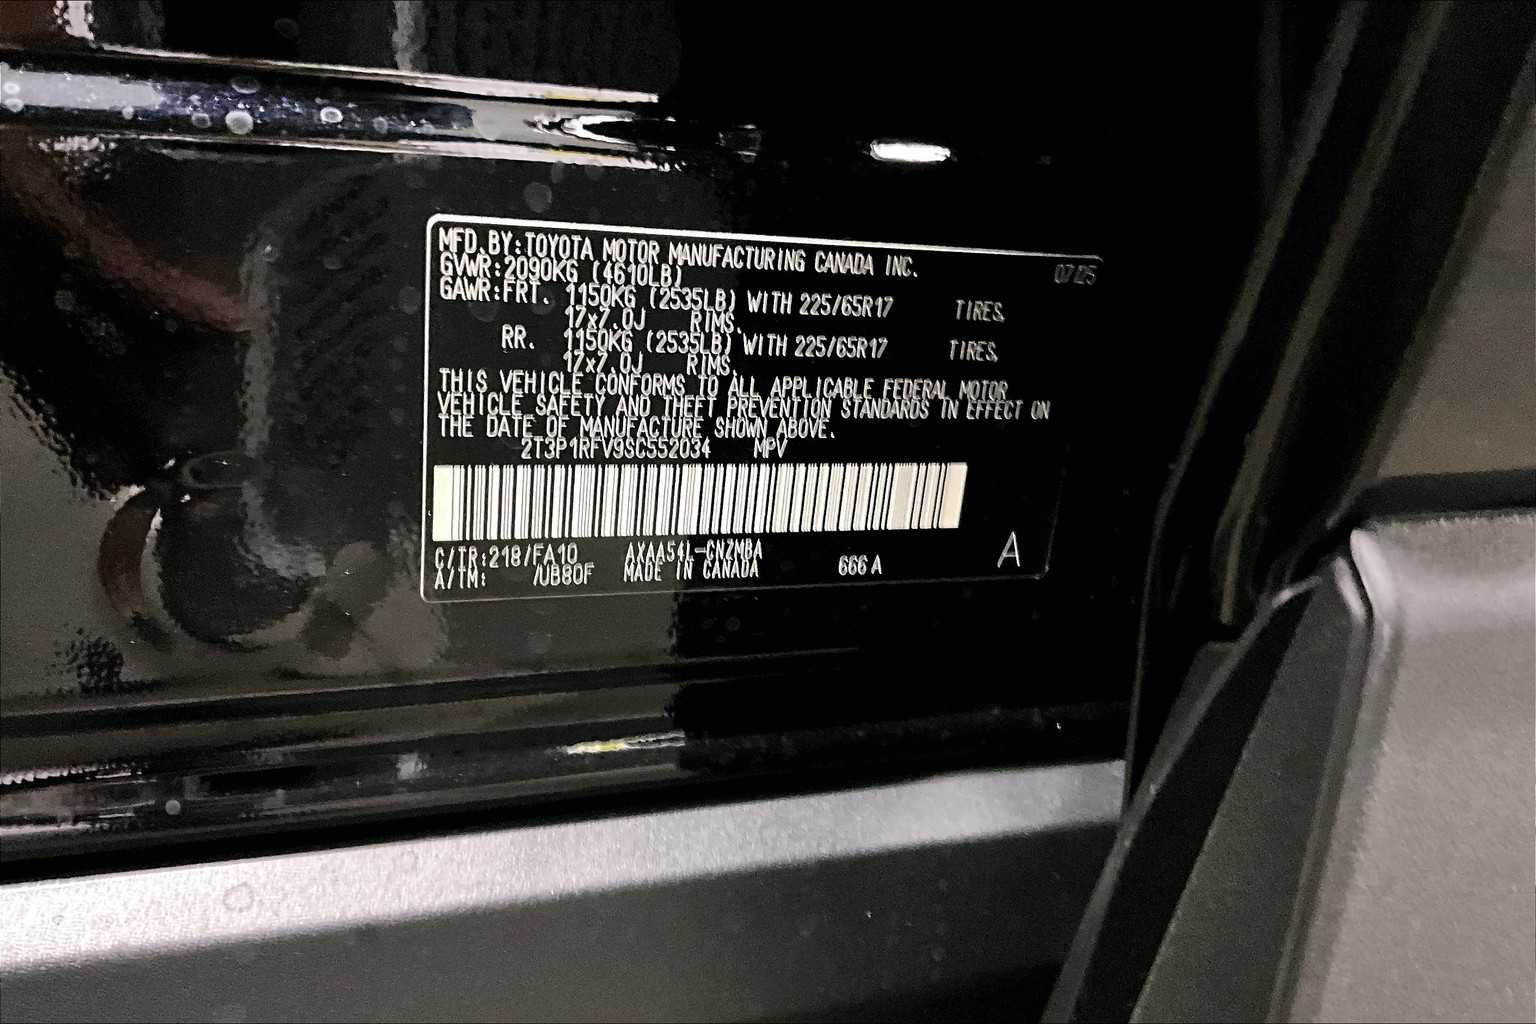 MFD.BY:TOYOTA MOTOR MANUFACTURING CANADA INC. 07/25
GVWR:2090KG (4610LB)
GAWR:FRT. 1150KG (2535LB) WITH 225/65R17 TIRES,
17x7.0J RIMS,
RR. 1150KG (2535LB) WITH 225/65R17 TIRES,
17x7.0J RIMS,
THIS VEHICLE CONFORMS TO ALL APPLICABLE FEDERAL MOTOR
VEHICLE SAFETY AND THEFT PREVENTION STANDARDS IN EFFECT ON
THE DATE OF MANUFACTURE SHOWN ABOVE.
2T3P1RFV9SC552034 MPV
C/TR:218/FA10 AXAA54L-CNZMBA 666 A A
A/TM: /UB80F MADE IN CANADA